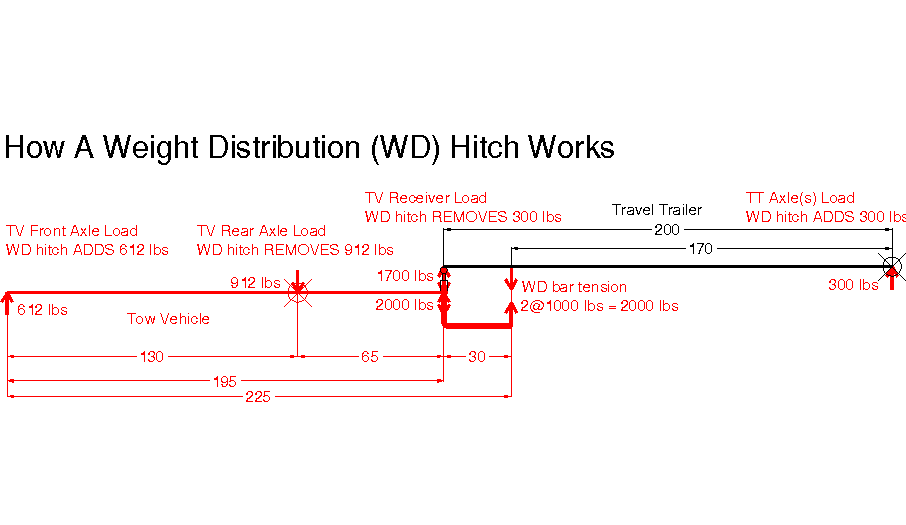 How A Weight Distribution (WD) Hitch Works
TV Receiver Load
WD hitch REMOVES 300 lbs
Travel Trailer
TT Axle(s) Load
WD hitch ADDS 300 lbs
TV Front Axle Load
WD hitch ADDS 612 lbs
TV Rear Axle Load
WD hitch REMOVES 912 lbs
200
170
912 lbs
1700 lbs
WD bar tension
2@1000 lbs = 2000 lbs
300 lbs
612 lbs
Tow Vehicle
2000 lbs
130
65
30
195
225